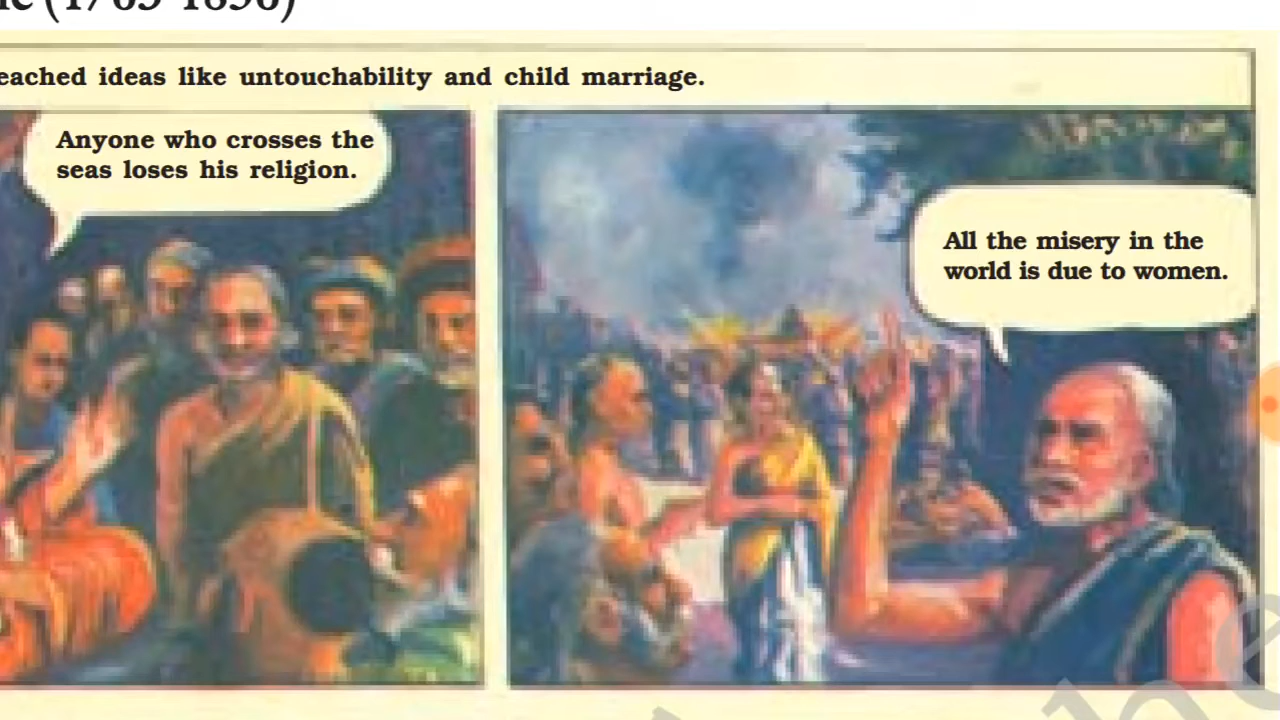 eached ideas like untouchability and child marriage.
Anyone who crosses the
seas loses his religion.
All the misery in the
world is due to women.